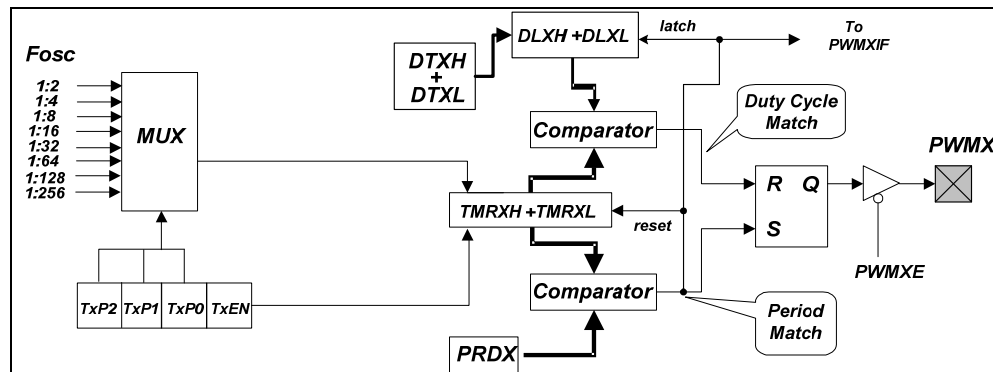 Fosc
1:2
1:4
1:8
1:16
1:32
1:64
1:128
1:256
MUX
TxP2 TxP1 TxP0 TxEN
DTXH
+
DTXL
DLXH +DLXL
latch
To
PWMXIF
Comparator
Duty Cycle
Match
TMRXH +TMRXL
reset
Comparator
PRDX
R Q
S
PWMX
PWMXE
Period
Match